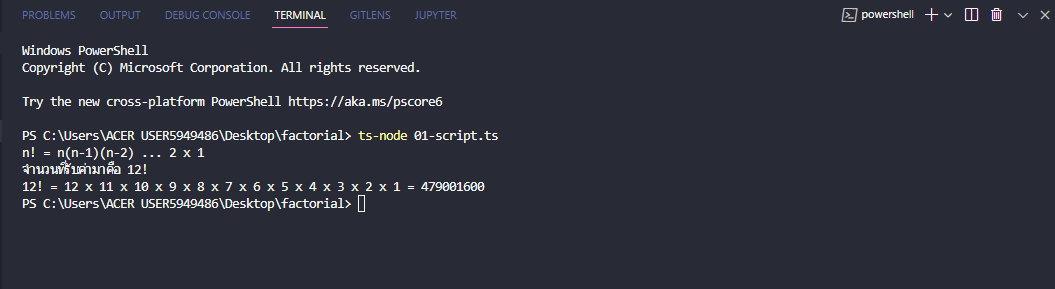 PROBLEMS OUTPUT DEBUG CONSOLE TERMINAL GITLENS JUPYTER powershell
Windows PowerShell
Copyright (C) Microsoft Corporation. All rights reserved.
Try the new cross-platform PowerShell https://aka.ms/pscore6
PS C:\Users\ACER USER5949486\Desktop\factorial> ts-node 01-script.ts
n! = n(n-1)(n-2) ... 2 x 1
จำนวนที่รับค่ามาคือ 12!
12! = 12 x 11 x 10 x 9 x 8 x 7 x 6 x 5 x 4 x 3 x 2 x 1 = 479001600
PS C:\Users\ACER USER5949486\Desktop\factorial>